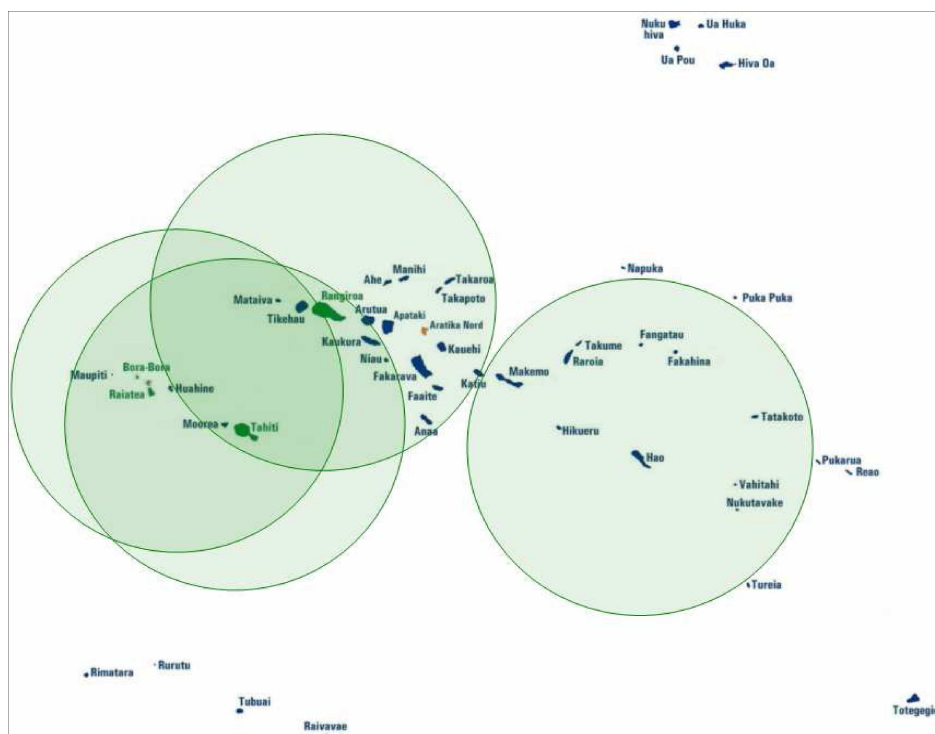 Nuku
hiva
Ua Huka
Ua Pou
Hiva Oa
Napuka
Puka Puka
Manihi
Ahe
Takaroa
Takapoto
Rangiroa
Mataiva
Tikehau
Arutua
Apataki
Aratika Nord
Kaukura
Kauehi
Niau
Fakarava
Faaite
Katiu
Makemo
Anaa
Takume
Raroia
Fangatau
Fakahina
Maupiti
Bora-Bora
Raiatea
Huahine
Moorea
Tahiti
Hikueru
Hao
Tatakoto
Pukarua
Reao
Vahitahi
Nukutavake
Tureia
Rimatara
Rurutu
Tubuai
Raivavae
Totegegie